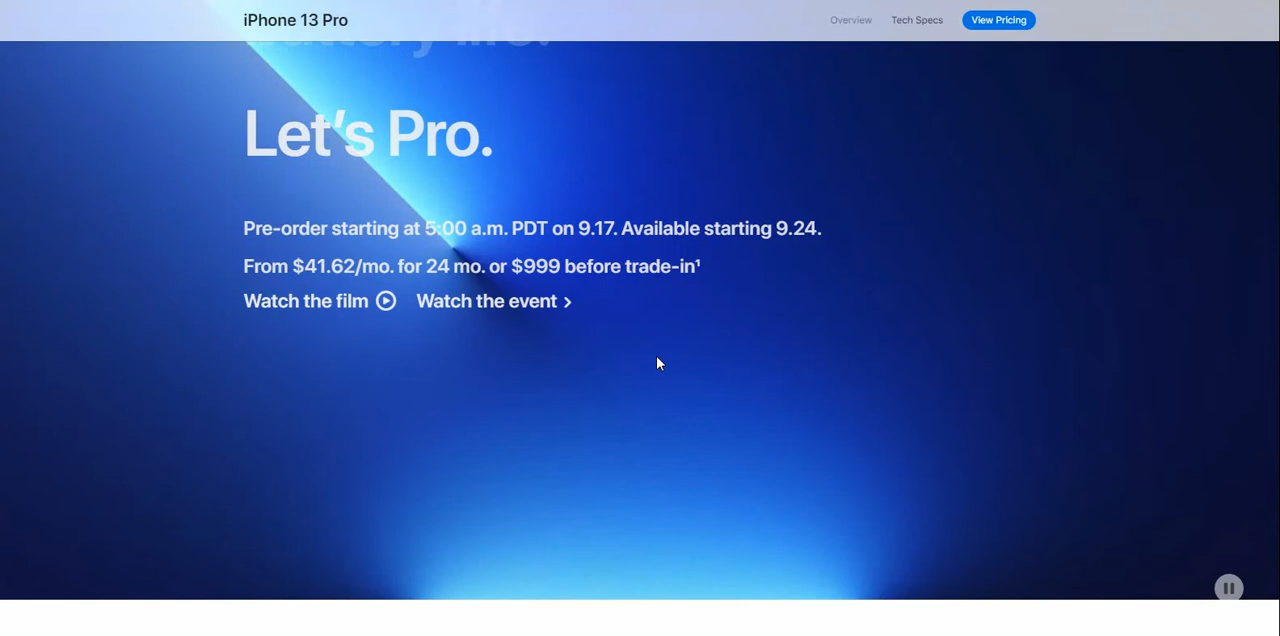 iPhone 13 Pro
Overview
Tech Specs
View Pricing
battery life.
Let’s Pro.
Pre-order starting at 5:00 a.m. PDT on 9.17. Available starting 9.24.
From $41.62/mo. for 24 mo. or $999 before trade-in¹
Watch the film
Watch the event >